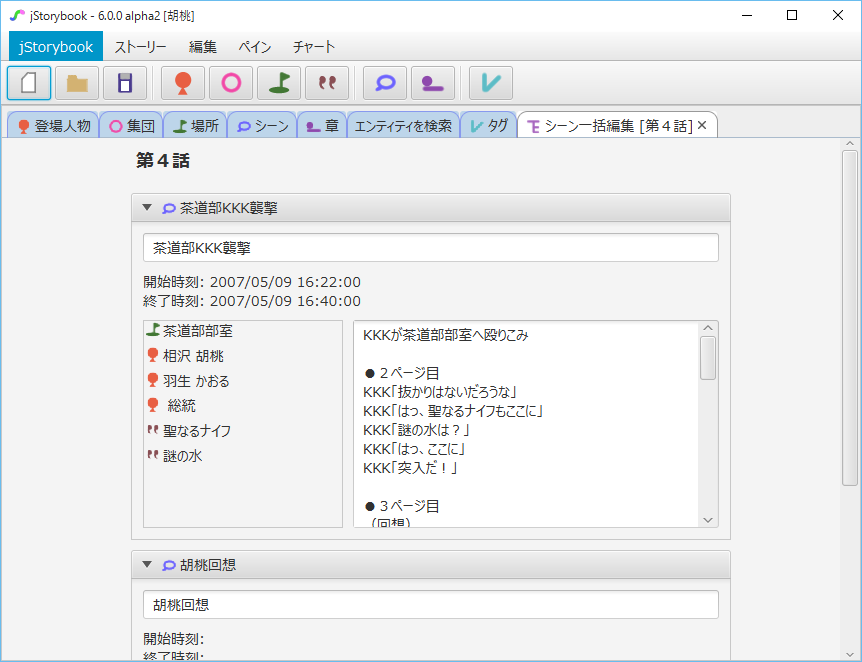 jStorybook - 6.0.0 alpha2 [胡桃]
jStorybook ストーリー 編集 ペイン チャート
登場人物 集団 場所 シーン 章 エンティティを検索 タグ シーン一括編集 [第４話]
第４話
茶道部KKK襲撃
茶道部KKK襲撃
開始時刻: 2007/05/09 16:22:00
終了時刻: 2007/05/09 16:40:00
茶道部部室
相沢 胡桃
羽生 かおる
総統
聖なるナイフ
謎の水
KKKが茶道部部室へ殴りこみ
●２ページ目
KKK「抜かりはないだろうな」
KKK「はっ、聖なるナイフもここに」
KKK「謎の水は？」
KKK「はっ、ここに」
KKK「突入だ！」
●３ページ目
（回想）
胡桃回想
胡桃回想
開始時刻:
終了時刻: